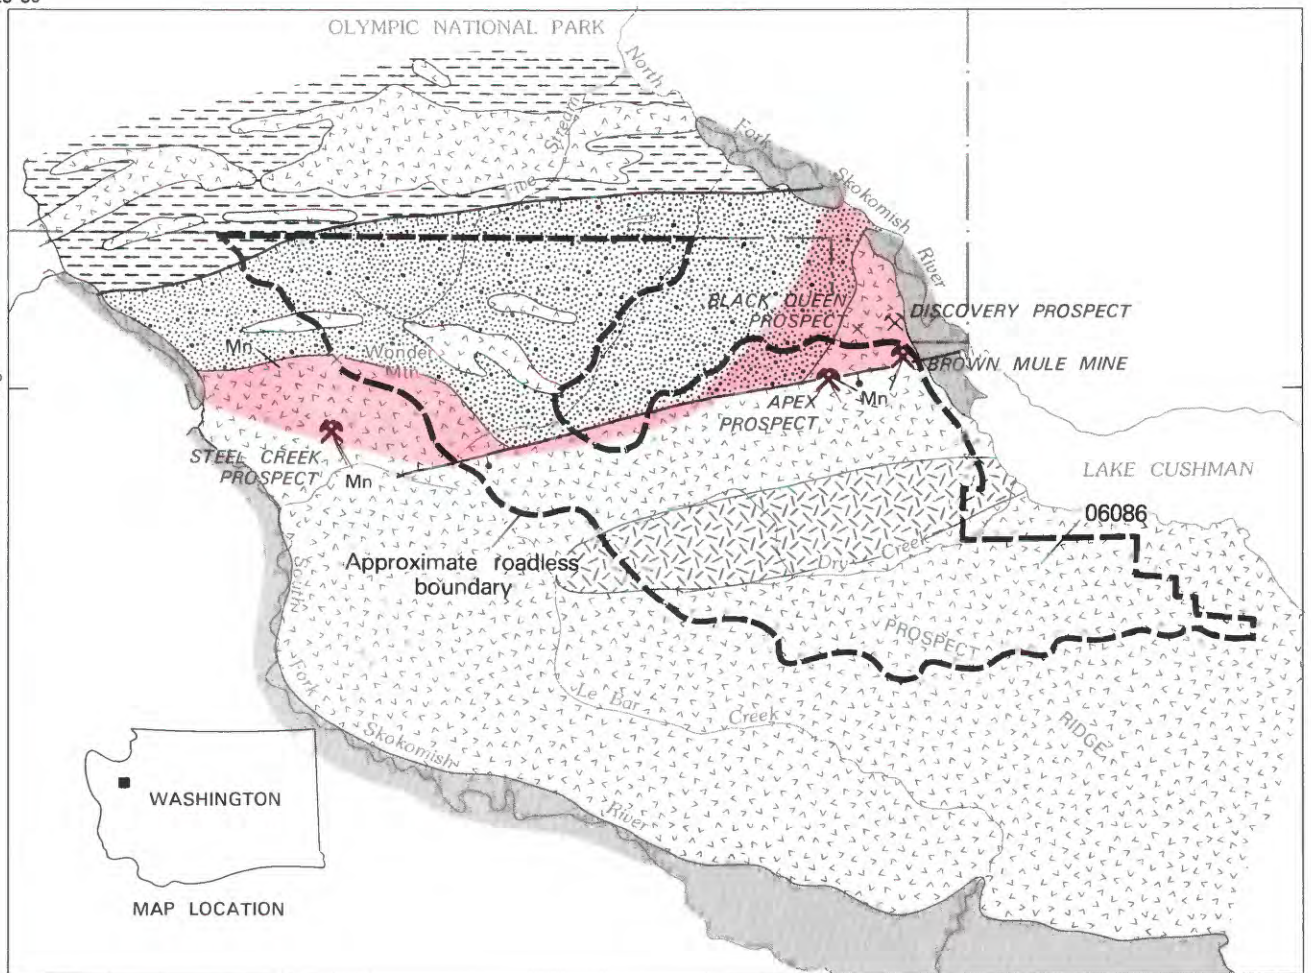 OLYMPIC NATIONAL PARK
North
Fork
Skokomish
River
Five
Stream
BLACK QUEEN
PROSPECT
DISCOVERY PROSPECT
BROWN MULE MINE
Mn
Wonder
Mtn
APEX
PROSPECT
Mn
STEEL CREEK
PROSPECT
Mn
LAKE CUSHMAN
06086
Approximate roadless
boundary
Dry Creek
PROSPECT
RIDGE
Le Bar
Creek
South
Fork
Skokomish
River
WASHINGTON
MAP LOCATION